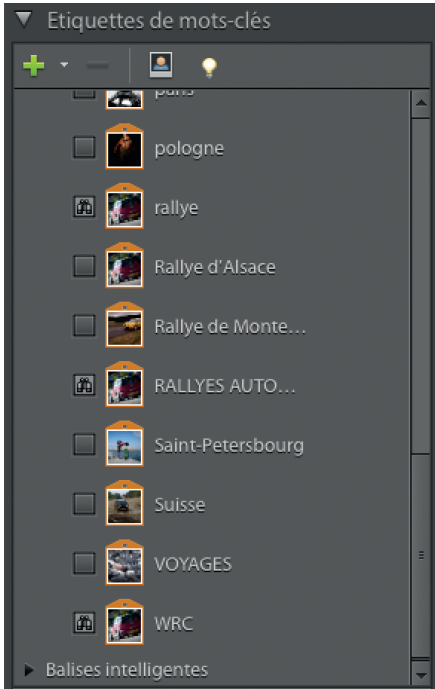 Etiquettes de mots-clés
paris
pologne
rallye
Rallye d'Alsace
Rallye de Monte...
RALLYES AUTO...
Saint-Petersbourg
Suisse
VOYAGES
WRC
Balises intelligentes